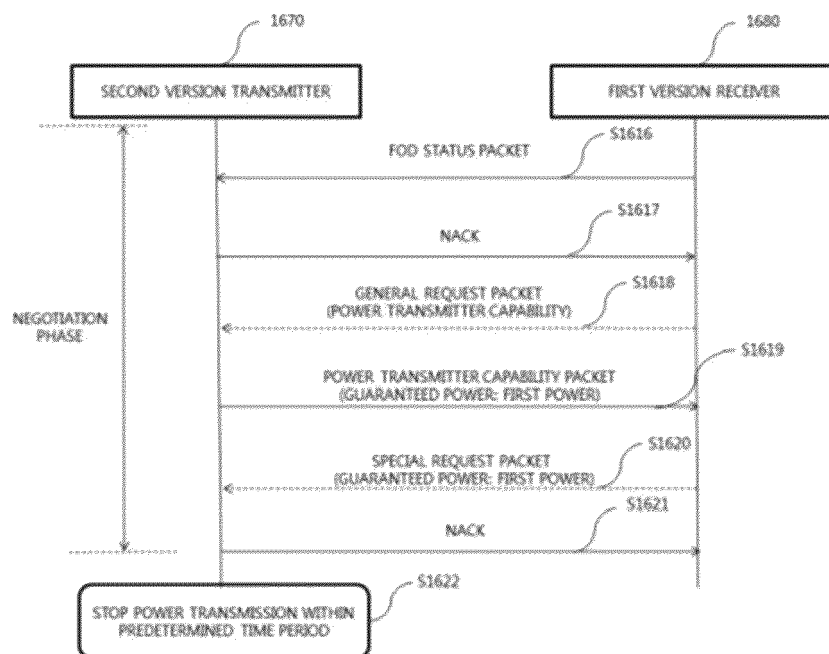 1670
1680
SECOND VERSION TRANSMITTER
FIRST VERSION RECEIVER
S1616
FOD STATUS PACKET
S1617
NACK
S1618
GENERAL REQUEST PACKET
(POWER TRANSMITTER CAPABILITY)
NEGOTIATION
PHASE
S1619
POWER TRANSMITTER CAPABILITY PACKET
(GUARANTEED POWER: FIRST POWER)
S1620
SPECIAL REQUEST PACKET
(GUARANTEED POWER: FIRST POWER)
S1621
NACK
S1622
STOP POWER TRANSMISSION WITHIN
PREDETERMINED TIME PERIOD